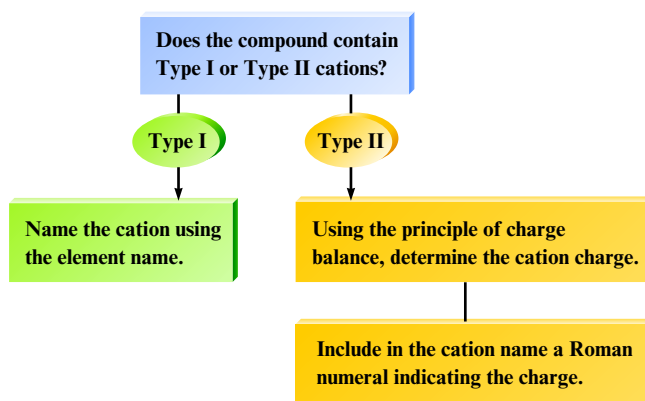 Does the compound contain
Type I or Type II cations?
Type I
Type II
Name the cation using
the element name.
Using the principle of charge
balance, determine the cation charge.
Include in the cation name a Roman
numeral indicating the charge.